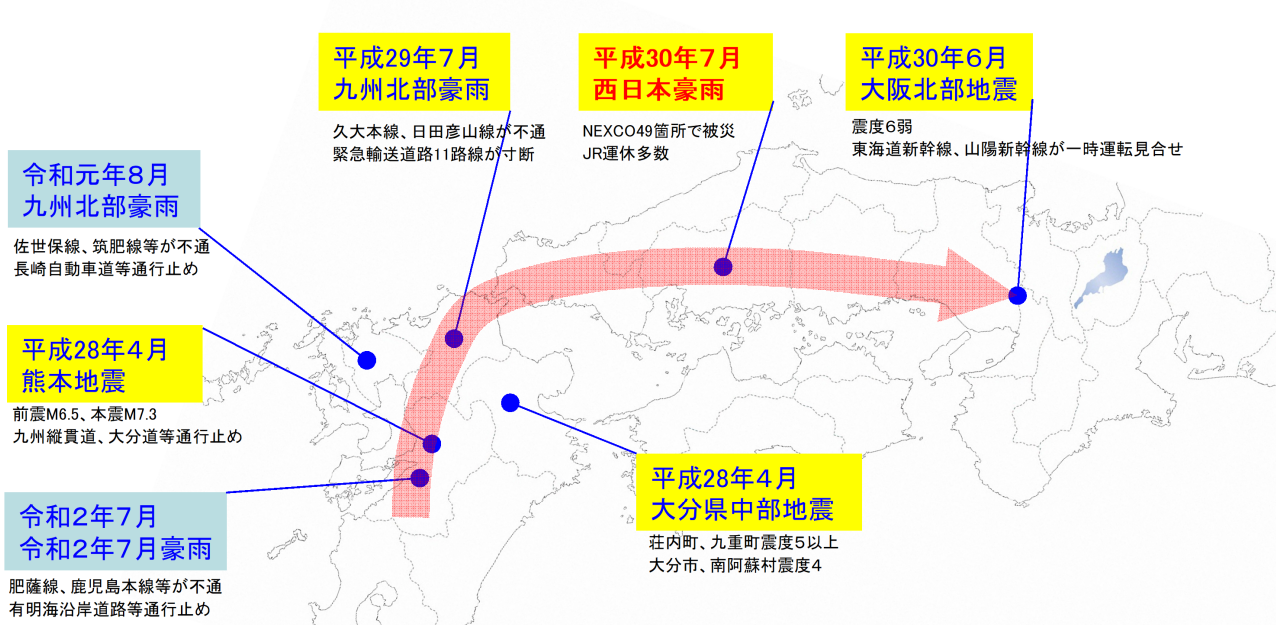 平成29年７月
九州北部豪雨
久大本線、日田彦山線が不通
緊急輸送道路11路線が寸断
平成30年７月
西日本豪雨
NEXCO49箇所で被災
JR運休多数
平成30年６月
大阪北部地震
震度６弱
東海道新幹線、山陽新幹線が一時運転見合せ
令和元年８月
九州北部豪雨
佐世保線、筑肥線等が不通
長崎自動車道等通行止め
平成28年４月
熊本地震
前震M6.5、本震M7.3
九州縦貫道、大分道等通行止め
平成28年４月
大分県中部地震
荘内町、九重町震度５以上
大分市、南阿蘇村震度４
令和２年７月
令和２年７月豪雨
肥薩線、鹿児島本線等が不通
有明海沿岸道路等通行止め